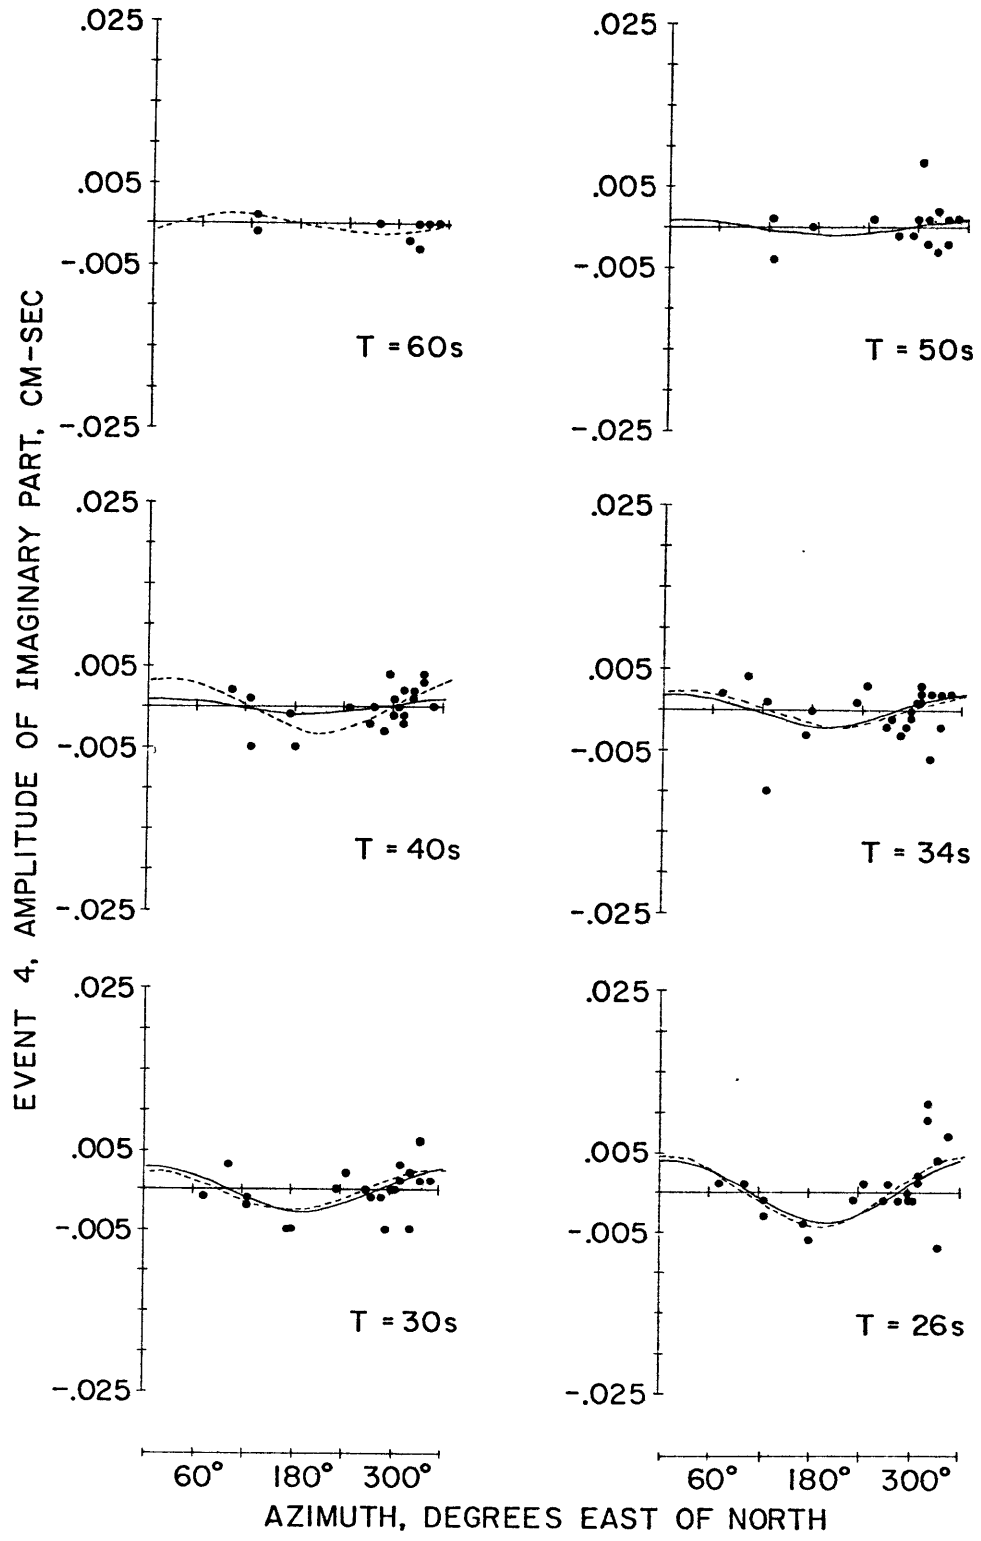 EVENT 4, AMPLITUDE OF IMAGINARY PART, CM-SEC
.025
.005
-.005
-.025
T = 60s
.025
.005
-.005
-.025
T = 50s
.025
.005
-.005
-.025
T = 40s
.025
.005
-.005
-.025
T = 34s
.025
.005
-.005
-.025
T = 30s
.025
.005
-.005
-.025
T = 26s
60° 180° 300°
60° 180° 300°
AZIMUTH, DEGREES EAST OF NORTH